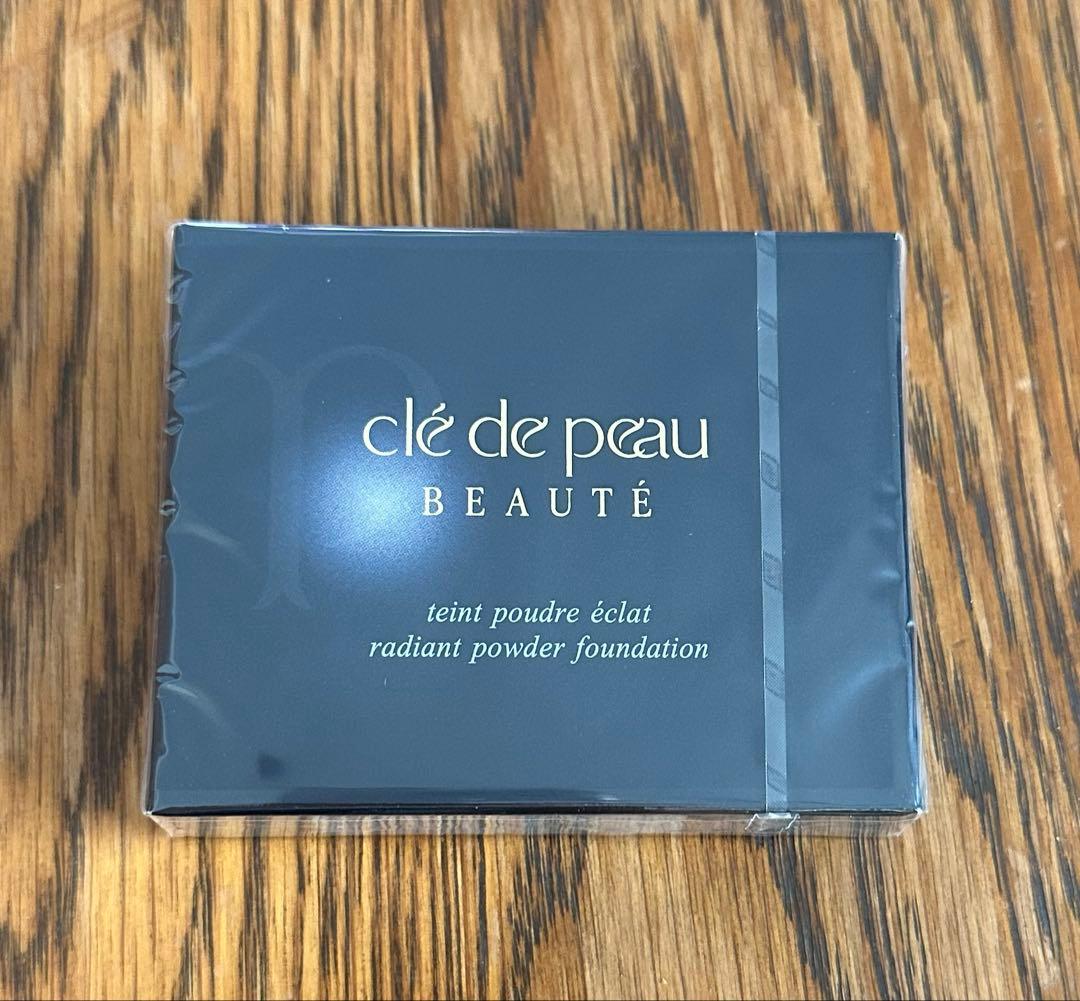 clé de peau
BEAUTÉ
teint poudre éclat
radiant powder foundation